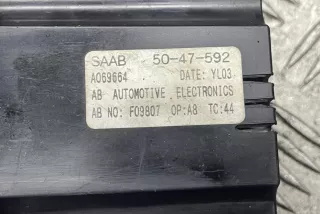 SAAB 50-47-592
A069664 DATE: YL03
AB AUTOMOTIVE ELECTRONICS
AB NO: F09807 OP:A8 TC:44